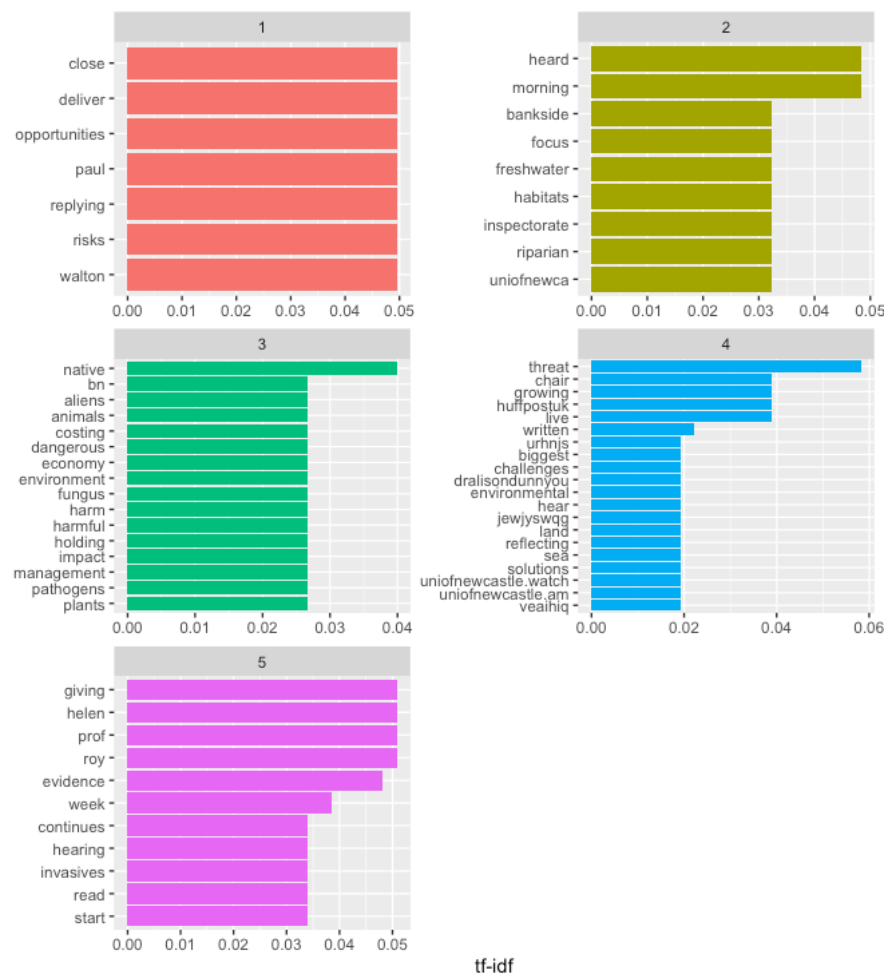 1
close
deliver
opportunities
paul
replying
risks
walton
0.00 0.01 0.02 0.03 0.04 0.05
2
heard
morning
bankside
focus
freshwater
habitats
inspectorate
riparian
uniofnewca
0.00 0.01 0.02 0.03 0.04 0.05
3
native
bn
aliens
animals
costing
dangerous
economy
environment
fungus
harm
harmful
holding
impact
management
pathogens
plants
0.00 0.01 0.02 0.03 0.04
4
threat
chair
growing
huffpostuk
live
written
urhnjs
biggest
challenges
dralisondunnyou
environmental
hear
jewjyswqg
land
reflecting
sea
solutions
uniofnewcastle.watch
uniofnewcastle.am
veaihiq
0.00 0.02 0.04 0.06
5
giving
helen
prof
roy
evidence
week
continues
hearing
invasives
read
start
0.00 0.01 0.02 0.03 0.04 0.05
tf-idf